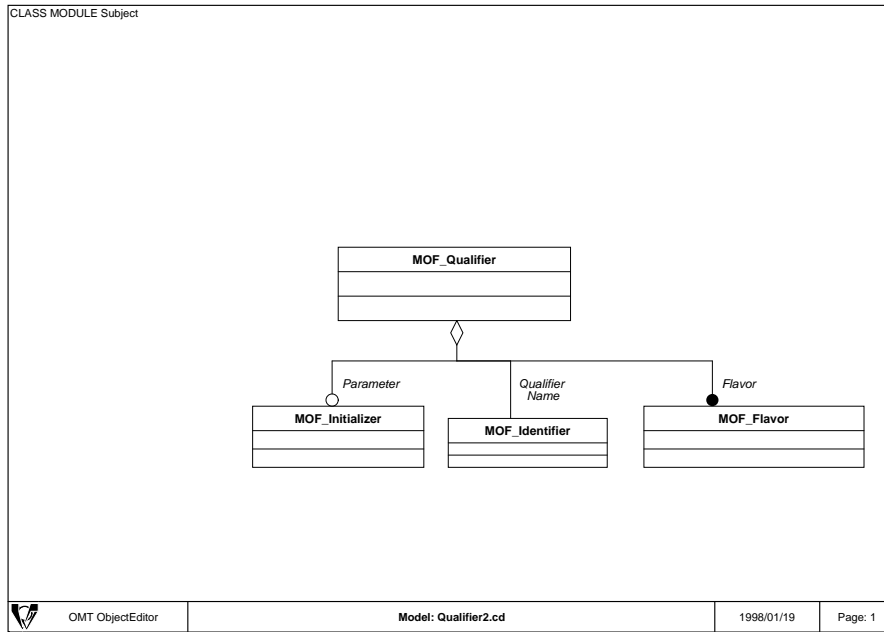 CLASS MODULE Subject
MOF_Qualifier
Parameter
Qualifier
Name
Flavor
MOF_Initializer
MOF_Identifier
MOF_Flavor
OMT ObjectEditor
Model: Qualifier2.cd
1998/01/19
Page: 1